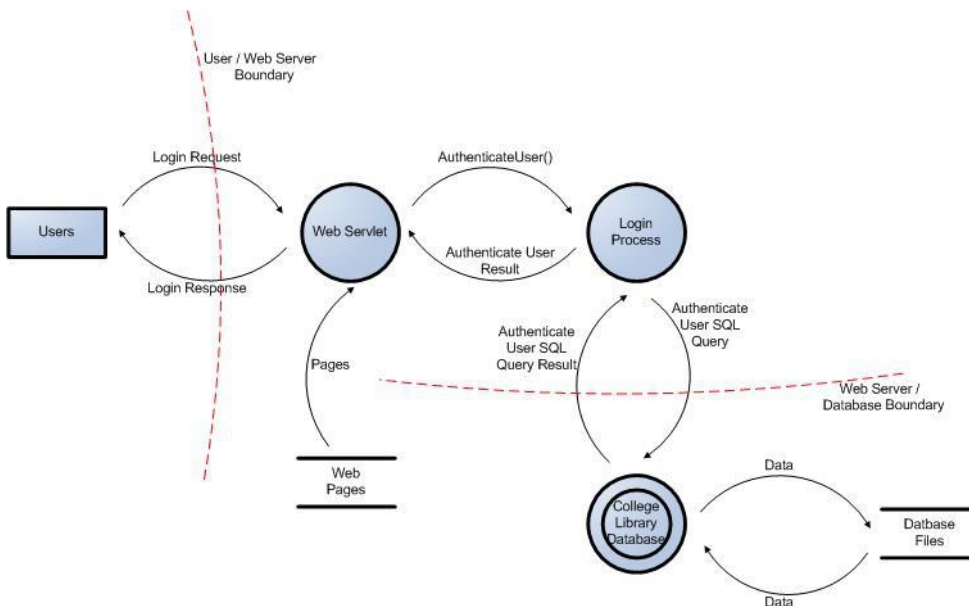 User / Web Server
Boundary
Login Request
AuthenticateUser()
Users
Web Servlet
Login
Process
Login Response
Authenticate User
Result
Pages
Authenticate
User SQL
Query Result
Authenticate
User SQL
Query
Web Server /
Database Boundary
Web
Pages
College
Library
Database
Data
Datbase
Files
Data